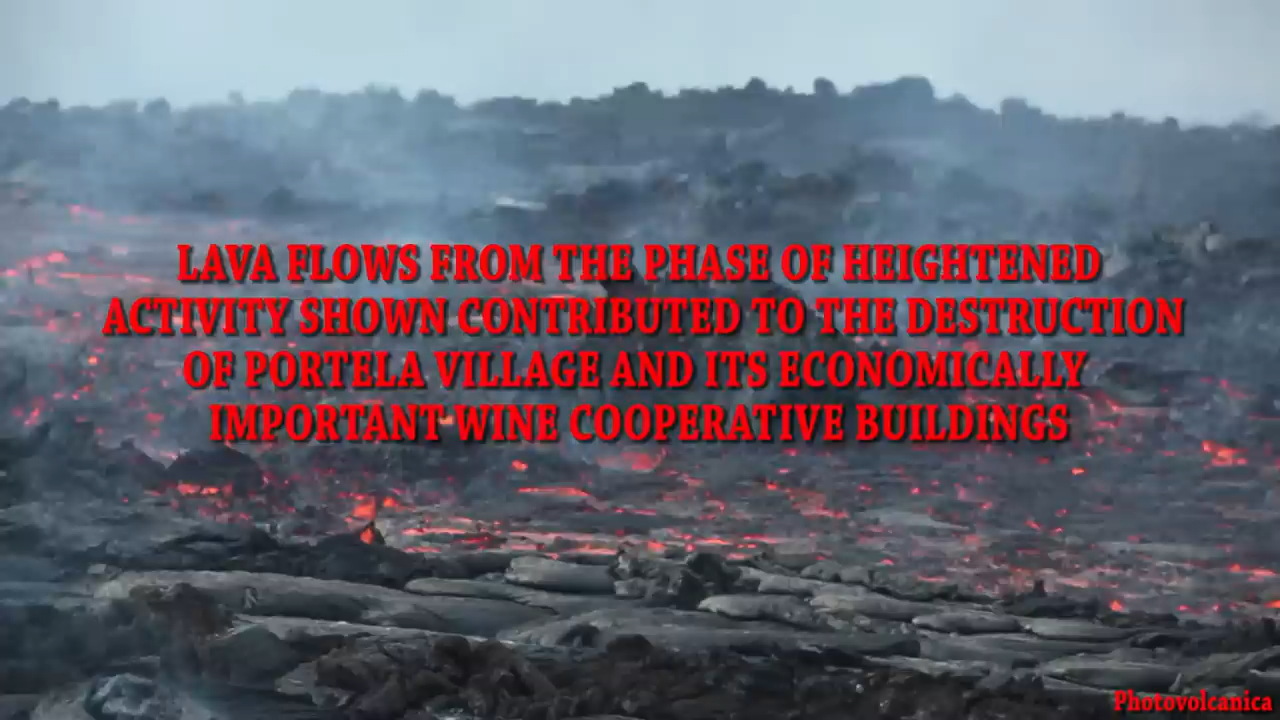 LAVA FLOWS FROM THE PHASE OF HEIGHTENED
ACTIVITY SHOWN CONTRIBUTED TO THE DESTRUCTION
OF PORTELA VILLAGE AND ITS ECONOMICALLY
IMPORTANT WINE COOPERATIVE BUILDINGS
Photovolcanica